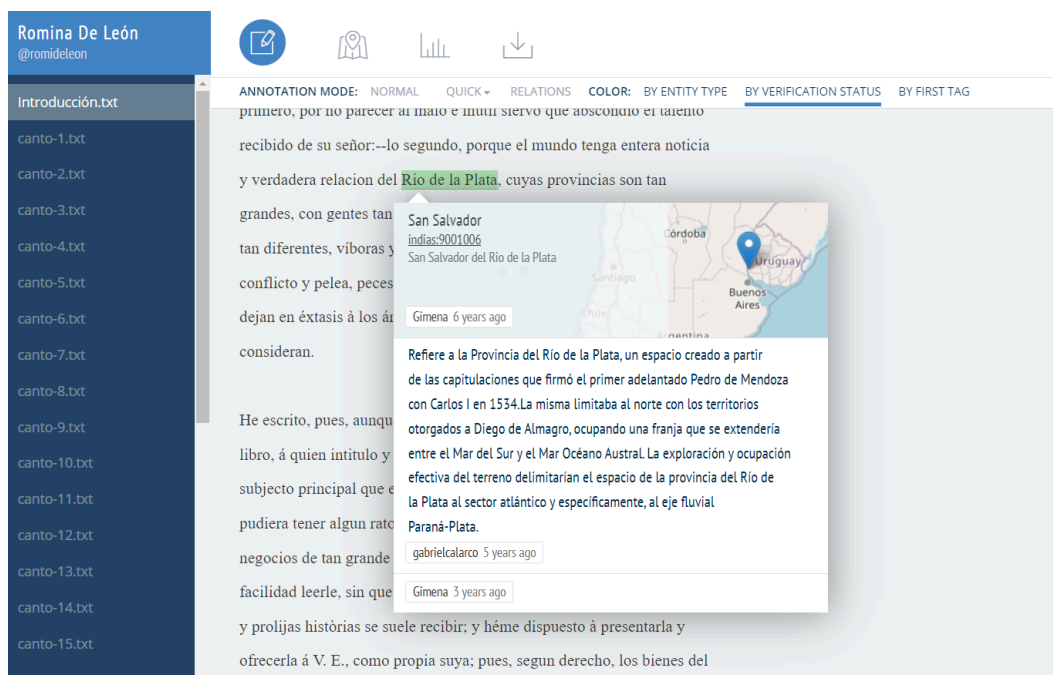 Romina De León
@romideleon
Introducción.txt
canto-1.txt
canto-2.txt
canto-3.txt
canto-4.txt
canto-5.txt
canto-6.txt
canto-7.txt
canto-8.txt
canto-9.txt
canto-10.txt
canto-11.txt
canto-12.txt
canto-13.txt
canto-14.txt
canto-15.txt
ANNOTATION MODE: NORMAL QUICK RELATIONS COLOR: BY ENTITY TYPE BY VERIFICATION STATUS BY FIRST TAG
primero, por no parecer al malo é inútil siervo que abscondio el talento
recibido de su señor:--lo segundo, porque el mundo tenga entera noticia
y verdadera relacion del Rio de la Plata, cuyas provincias son tan
grandes, con gentes tan
tan diferentes, víboras y
conflicto y pelea, peces
dejan en éxtasis à los
consideran.
He escrito, pues,
libro, á quien intitulo y
subjecto principal que
pudiera tener algun
negocios de tan grande
facilidad leerle, sin que
y prolijas històrias se suele recibir; y héme dispuesto à presentarla y
ofrecerla á V. E., como propia suya; pues, segun derecho, los bienes del
San Salvador
indias:9001006
San Salvador del Rio de la Plata
Gimena 6 years ago
Córdoba
Uruguay
Santiago
Buenos
Aires
Chile
Argentina
Refiere a la Provincia del Río de la Plata, un espacio creado a partir
de las capitulaciones que firmó el primer adelantado Pedro de Mendoza
con Carlos I en 1534.La misma limitaba al norte con los territorios
otorgados a Diego de Almagro, ocupando una franja que se extendería
entre el Mar del Sur y el Mar Océano Austral. La exploración y ocupación
efectiva del terreno delimitarían el espacio de la provincia del Río de
la Plata al sector atlántico y específicamente, al eje fluvial
Paraná-Plata.
gabrielcalarco 5 years ago
Gimena 3 years ago